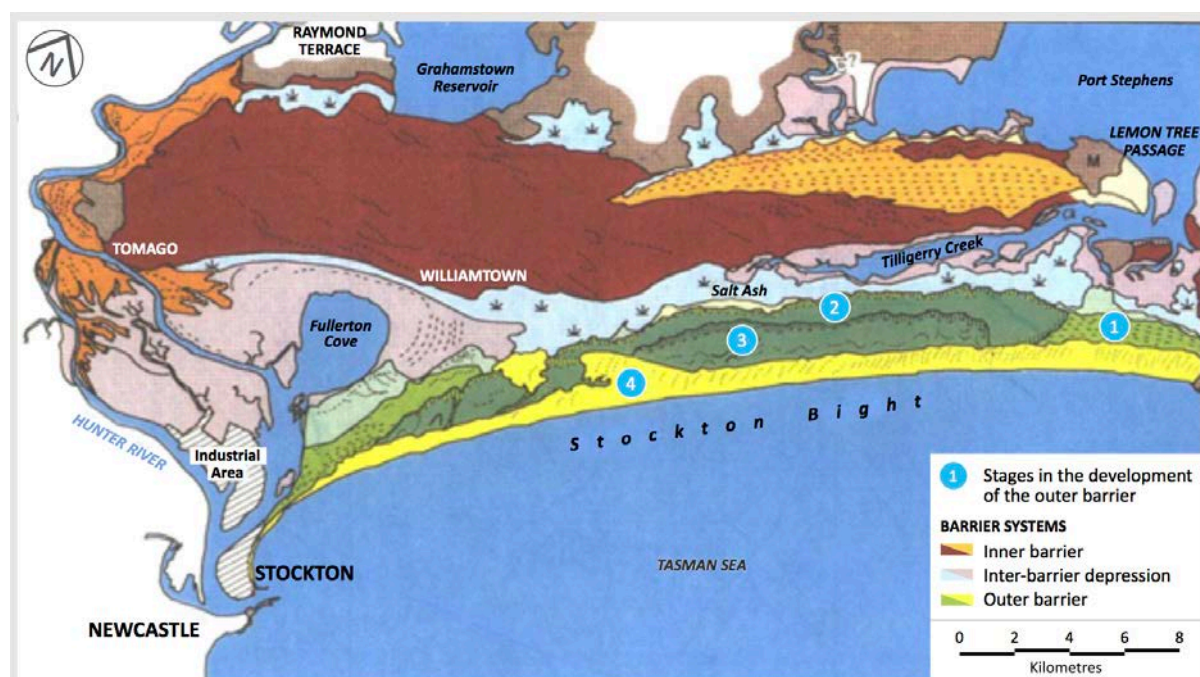 N
RAYMOND
TERRACE
Grahamstown
Reservoir
Port Stephens
LEMON TREE
PASSAGE
M
TOMAGO
WILLIAMTOWN
Tilligerry Creek
Salt Ash
Fullerton
Cove
1
2
3
4
Stockton Bight
HUNTER RIVER
Industrial
Area
TASMAN SEA
STOCKTON
NEWCASTLE
1 Stages in the development
of the outer barrier
BARRIER SYSTEMS
Inner barrier
Inter-barrier depression
Outer barrier
0 2 4 6 8
Kilometres